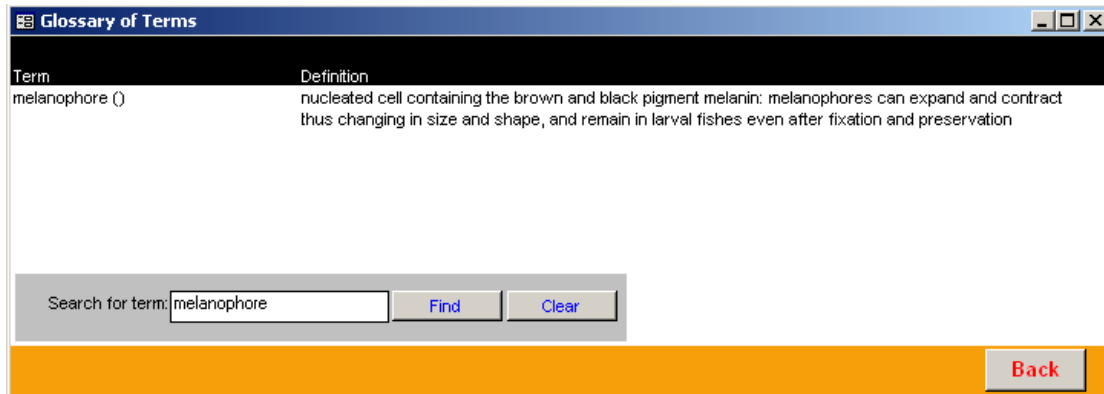 Glossary of Terms
Term Definition
melanophore () nucleated cell containing the brown and black pigment melanin: melanophores can expand and contract
thus changing in size and shape, and remain in larval fishes even after fixation and preservation
Search for term: melanophore Find Clear
Back